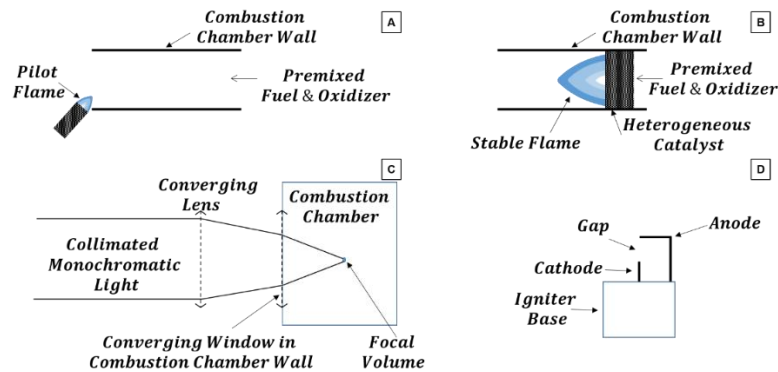 Combustion
Chamber Wall
A
Pilot
Flame
Premixed
Fuel & Oxidizer
Combustion
Chamber Wall
B
Premixed
Fuel & Oxidizer
Stable Flame
Heterogeneous
Catalyst
C
Converging
Lens
Combustion
Chamber
Collimated
Monochromatic
Light
Converging Window in
Combustion Chamber Wall
Focal
Volume
D
Gap
Anode
Cathode
Igniter
Base